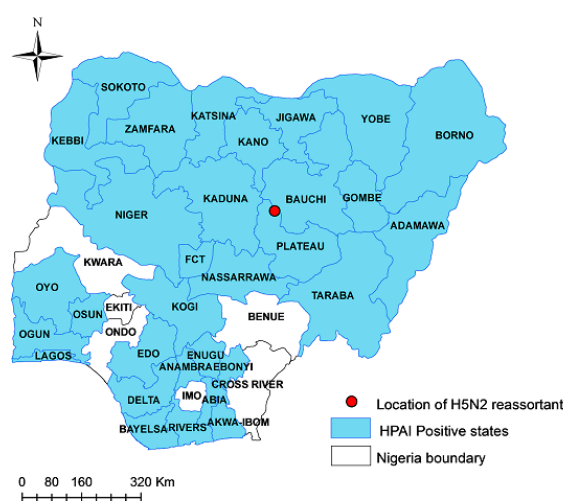 N
SOKOTO
KATSINA
JIGAWA
YOBE
ZAMFARA
KANO
BORNO
KEBBI
KADUNA
BAUCHI
GOMBE
NIGER
ADAMAWA
PLATEAU
KWARA
FCT
NASSARRAWA
OYO
TARABA
EKITI
KOGI
OSUN
BENUE
OGUN
ONDO
LAGOS
EDO
ENUGU
ANAMBRA
EBONYI
CROSS RIVER
DELTA
IMO
ABIA
BAYELSA
RIVERS
AKWA-IBOM
Location of H5N2 reassortant
HPAI Positive states
Nigeria boundary
0 80 160 240 320 Km